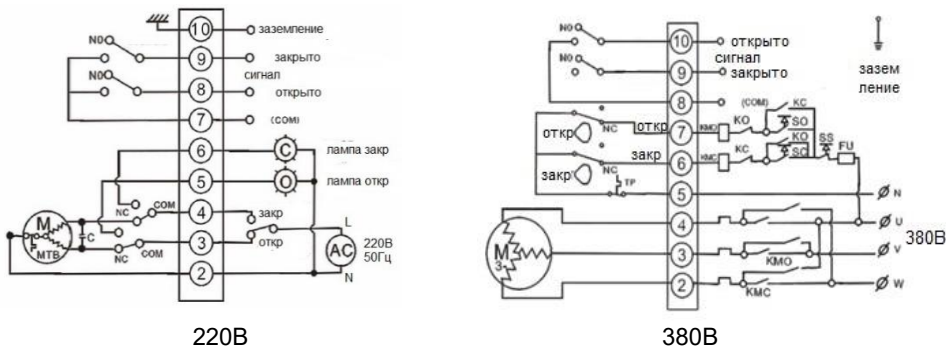 10 заземление
NO
9 закрыто
сигнал
NO
8 открыто
7 (COM)
6 C лампа закр
5 O лампа откр
NC COM 4 закр
L
M C
MTB
NC COM 3 откр
AC 220В
50Гц
2 N
220В
NO
10 открыто
сигнал
NO
9 закрыто
зазем
ление
8
(COM) KC
откр NC откр 7 KMO KO SO
KO SS
FU
закр NC закр 6 KMC KC SC
TP
5 N
4 U
380В
M
3~
3 V
KMO
2 W
KMC
380В